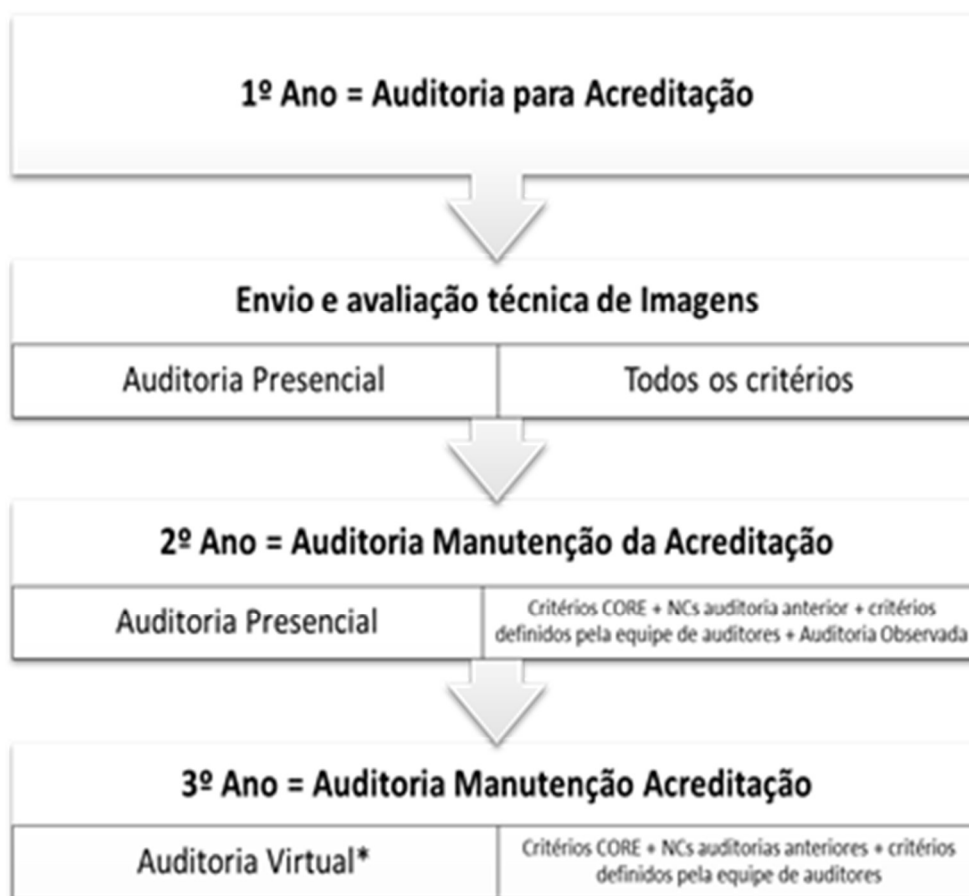 1º Ano = Auditoria para Acreditação
Envio e avaliação técnica de Imagens
Auditoria Presencial
Todos os critérios
2º Ano = Auditoria Manutenção da Acreditação
Auditoria Presencial
Critérios CORE + NCs auditoria anterior + critérios
definidos pela equipe de auditores + Auditoria Observada
3º Ano = Auditoria Manutenção Acreditação
Auditoria Virtual*
Critérios CORE + NCs auditorias anteriores + critérios
definidos pela equipe de auditores